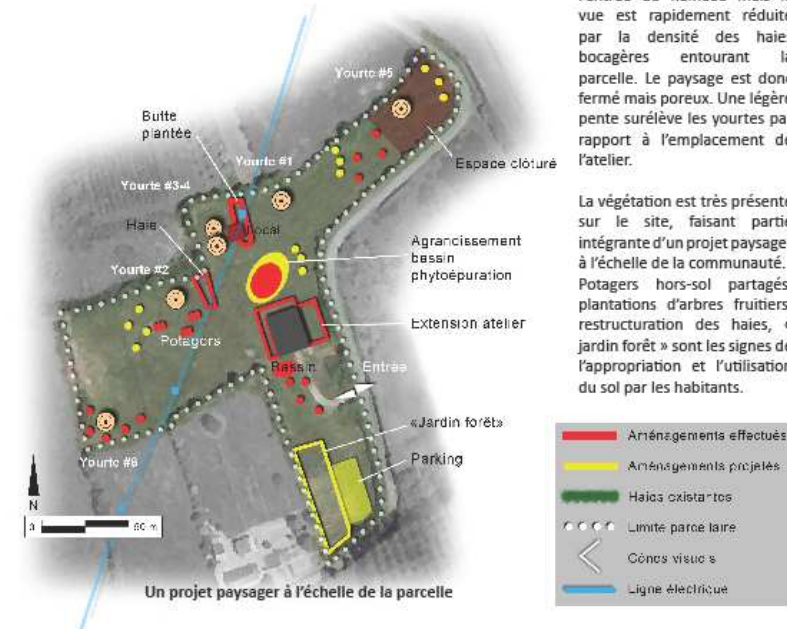 vue est rapidement réduite
par la densité des haies
bocagères entourant la
parcelle. Le paysage est donc
fermé mais poreux. Une légère
pente surélève les yourtes par
rapport à l'emplacement de
l'atelier.
La végétation est très présente
sur le site, faisant partie
intégrante d'un projet paysage
à l'échelle de la communauté.
Potagers hors-sol partagés
plantations d'arbres fruitiers
restructuration des haies, «
jardin forêt » sont les signes de
l'appropriation et l'utilisation
du sol par les habitants.
Yourte #5
Butte
plantée
Yourte #1
Espace clôturé
Yourte #3-4
Local
Haie
Agrancissement
bassin
phytoépuration
Yourte #2
Extension atelier
Potagers
Bassin
Entrée
«Jardin forêt»
Parking
Yourte #6
N
50 m
Un projet paysager à l'échelle de la parcelle
Aménagements effectués
Aménagements projetés
Haies existantes
Limite parcellaire
Cônes visuels
Ligne électrique